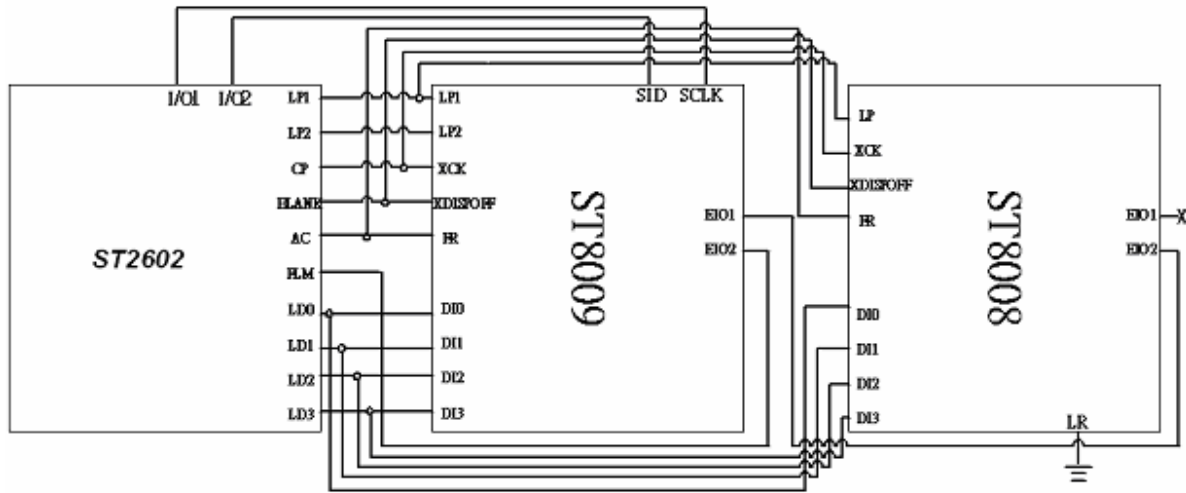 I/O1 I/O2
SID SCLK
LP1
LP2
CP
BLANK
AC
FLM
LD0
LD1
LD2
LD3
ST2602
LP1
LP2
XCK
XDISPOFF
FR
DI0
DI1
DI2
DI3
ST8009
EIO1
EIO2
LP
XCK
XDISPOFF
FR
DI0
DI1
DI2
DI3
ST8008
EIO1 X
EIO2
LR